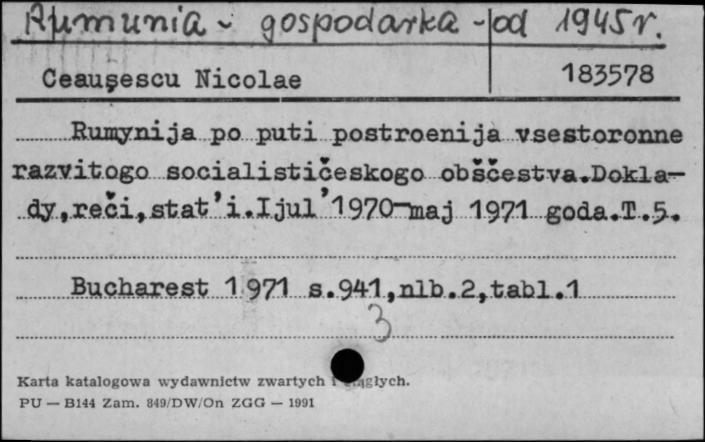 Rumunia - gospodarka - od 1945 r.
Ceauşescu Nicolae 183578
Rumynija po puti postroenija vsestoronne
razvitogo socialističeskogo obščestva.Dokla-
dy,reči,stat'i.Ijul'1970-maj 1971 goda.T.5.
Bucharest 1971 s.941,nlb.2,tabl.1
3
Karta katalogowa wydawnictw zwartych i ciągłych.
PU — B144 Zam. 849/DW/On ZGG — 1991